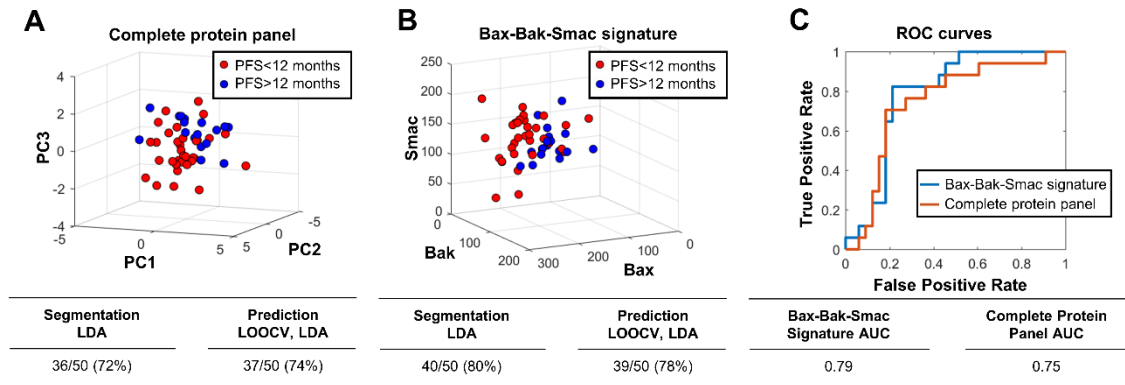 A
Complete protein panel
PFS<12 months
PFS>12 months
4
2
0
-2
-4
PC3
-5
0
5
PC1
5
0
-5
PC2
Segmentation
LDA
Prediction
LOOCV, LDA
36/50 (72%)
37/50 (74%)
B
Bax-Bak-Smac signature
PFS<12 months
PFS>12 months
250
200
150
100
50
0
Smac
0
100
200
Bak
300
200
100
0
Bax
Segmentation
LDA
Prediction
LOOCV, LDA
40/50 (80%)
39/50 (78%)
C
ROC curves
1
0.8
0.6
0.4
0.2
0
True Positive Rate
Bax-Bak-Smac signature
Complete protein panel
0
0.2
0.4
0.6
0.8
1
False Positive Rate
Bax-Bak-Smac
Signature AUC
Complete Protein
Panel AUC
0.79
0.75